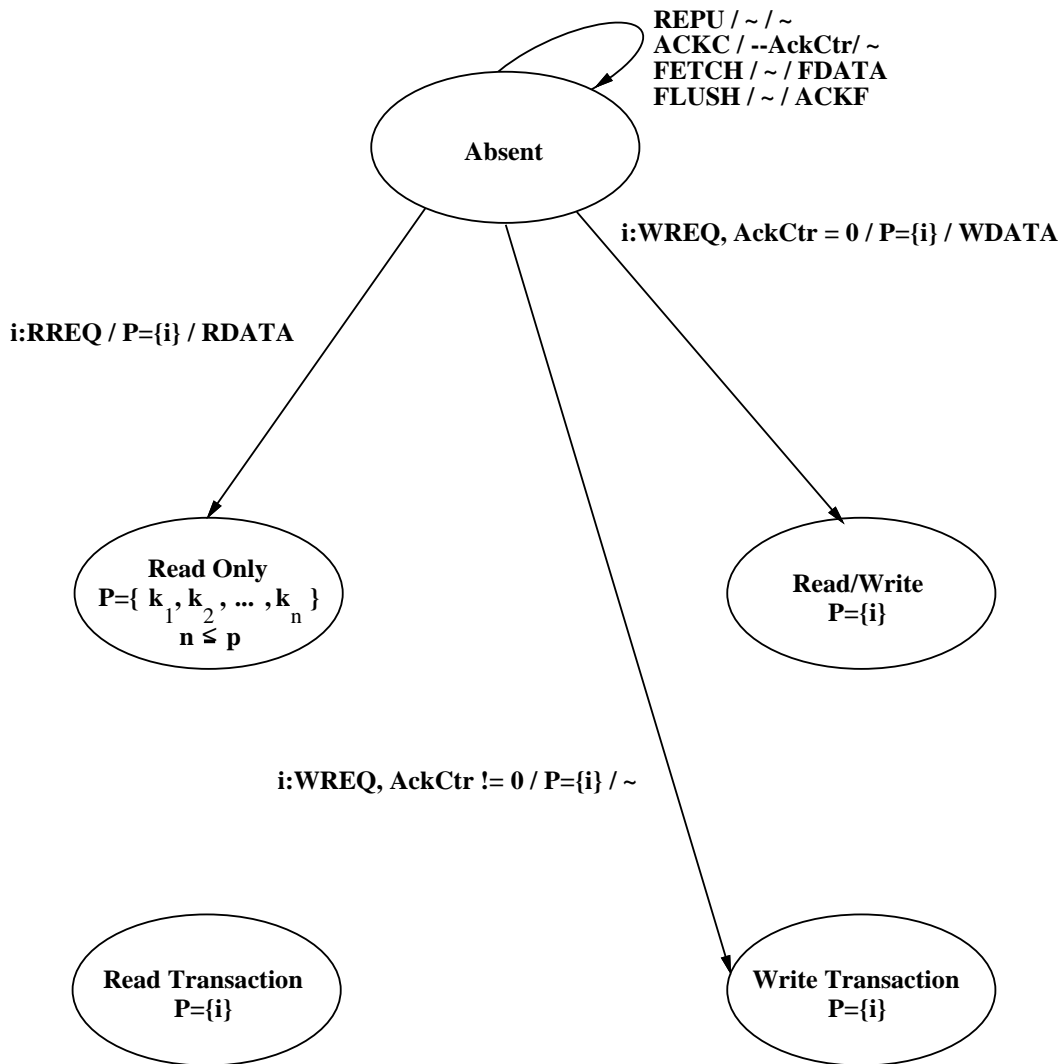 REPU / ~ / ~
ACKC / --AckCtr/ ~
FETCH / ~ / FDATA
FLUSH / ~ / ACKF
Absent
i:WREQ, AckCtr = 0 / P={i} / WDATA
i:RREQ / P={i} / RDATA
Read Only
P={ k1, k2, ... ,kn }
n ≤ p
Read/Write
P={i}
i:WREQ, AckCtr != 0 / P={i} / ~
Read Transaction
P={i}
Write Transaction
P={i}